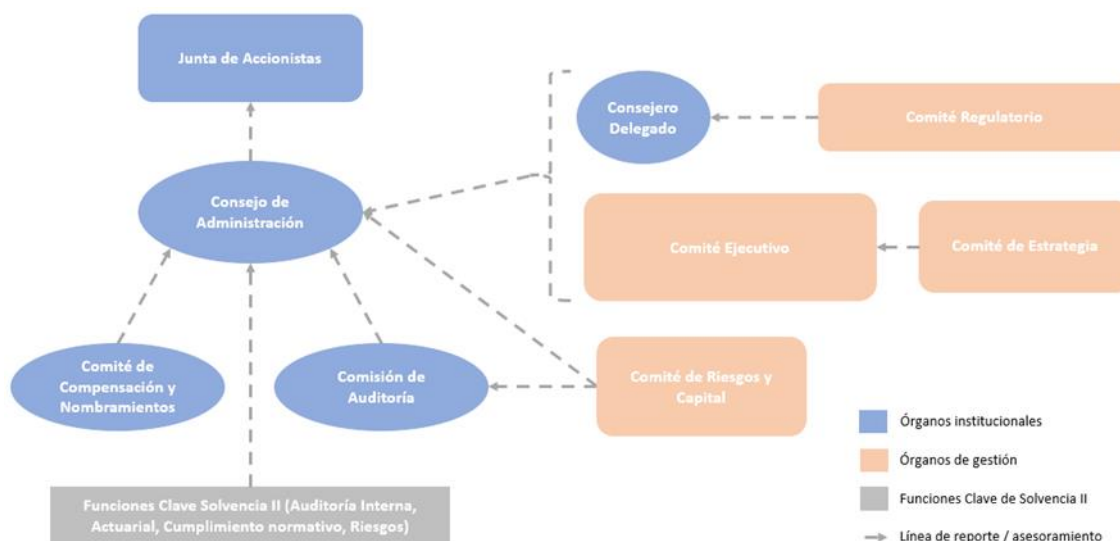 Junta de Accionistas
Consejero
Delegado
Comité Regulatorio
Consejo de
Administración
Comité Ejecutivo
Comité de Estrategia
Comité de
Compensación y
Nombramientos
Comisión de
Auditoría
Comité de Riesgos y
Capital
Órganos institucionales
Órganos de gestión
Funciones Clave Solvencia II (Auditoría Interna,
Actuarial, Cumplimiento normativo, Riesgos)
Funciones Clave de Solvencia II
Línea de reporte / asesoramiento